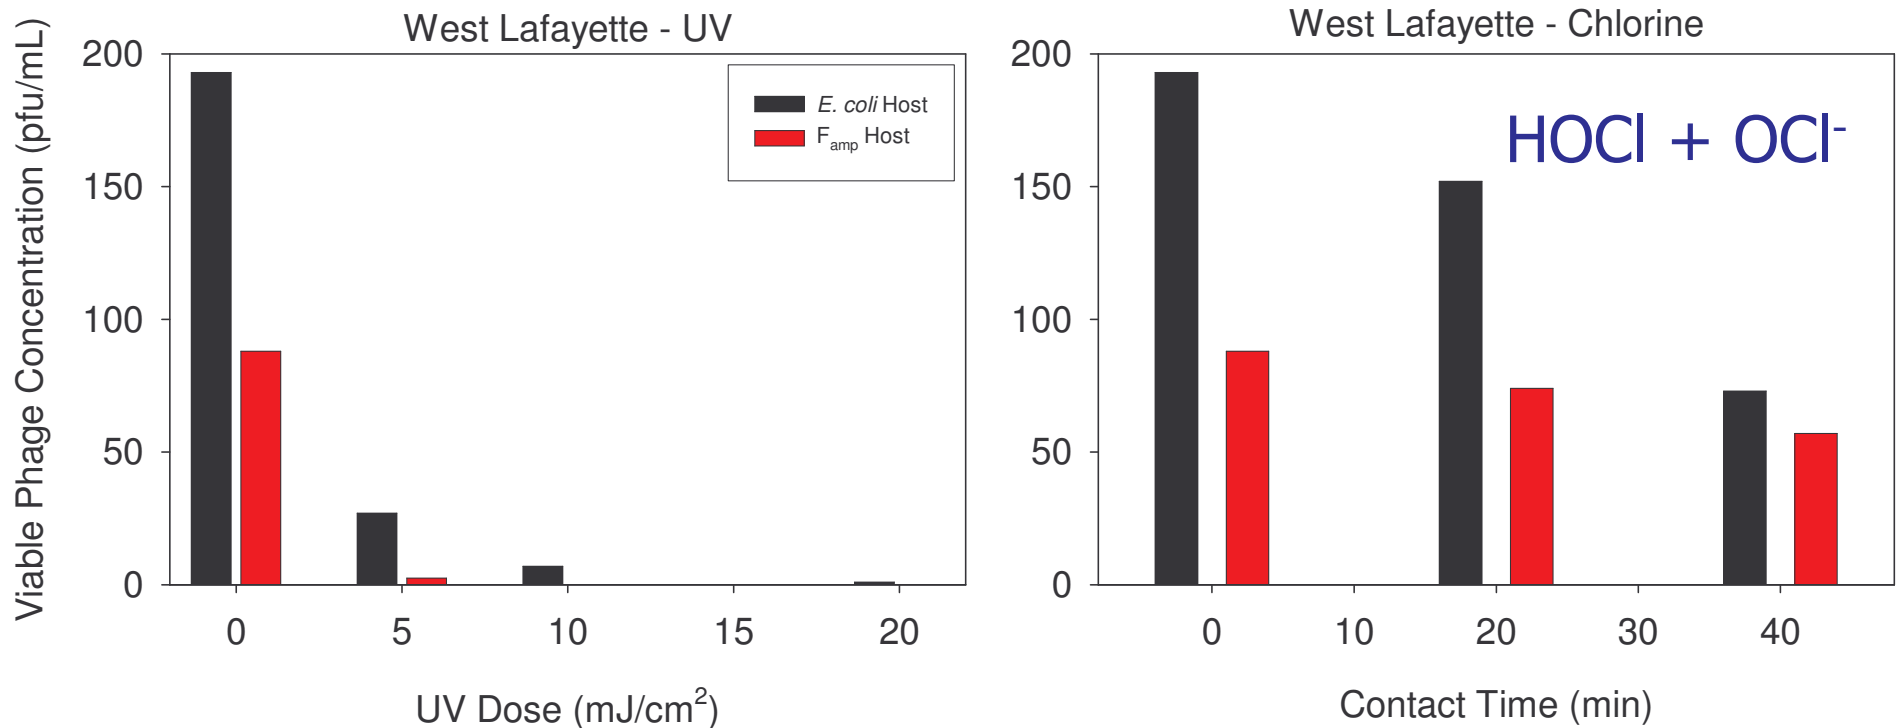 West Lafayette - UV
Viable Phage Concentration (pfu/mL)
200
150
100
50
0
E. coli Host
F_amp Host
0 5 10 15 20
UV Dose (mJ/cm²)
West Lafayette - Chlorine
200
150
100
50
0
HOCl + OCl⁻
0 10 20 30 40
Contact Time (min)